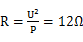 R = U²/P = 12Ω